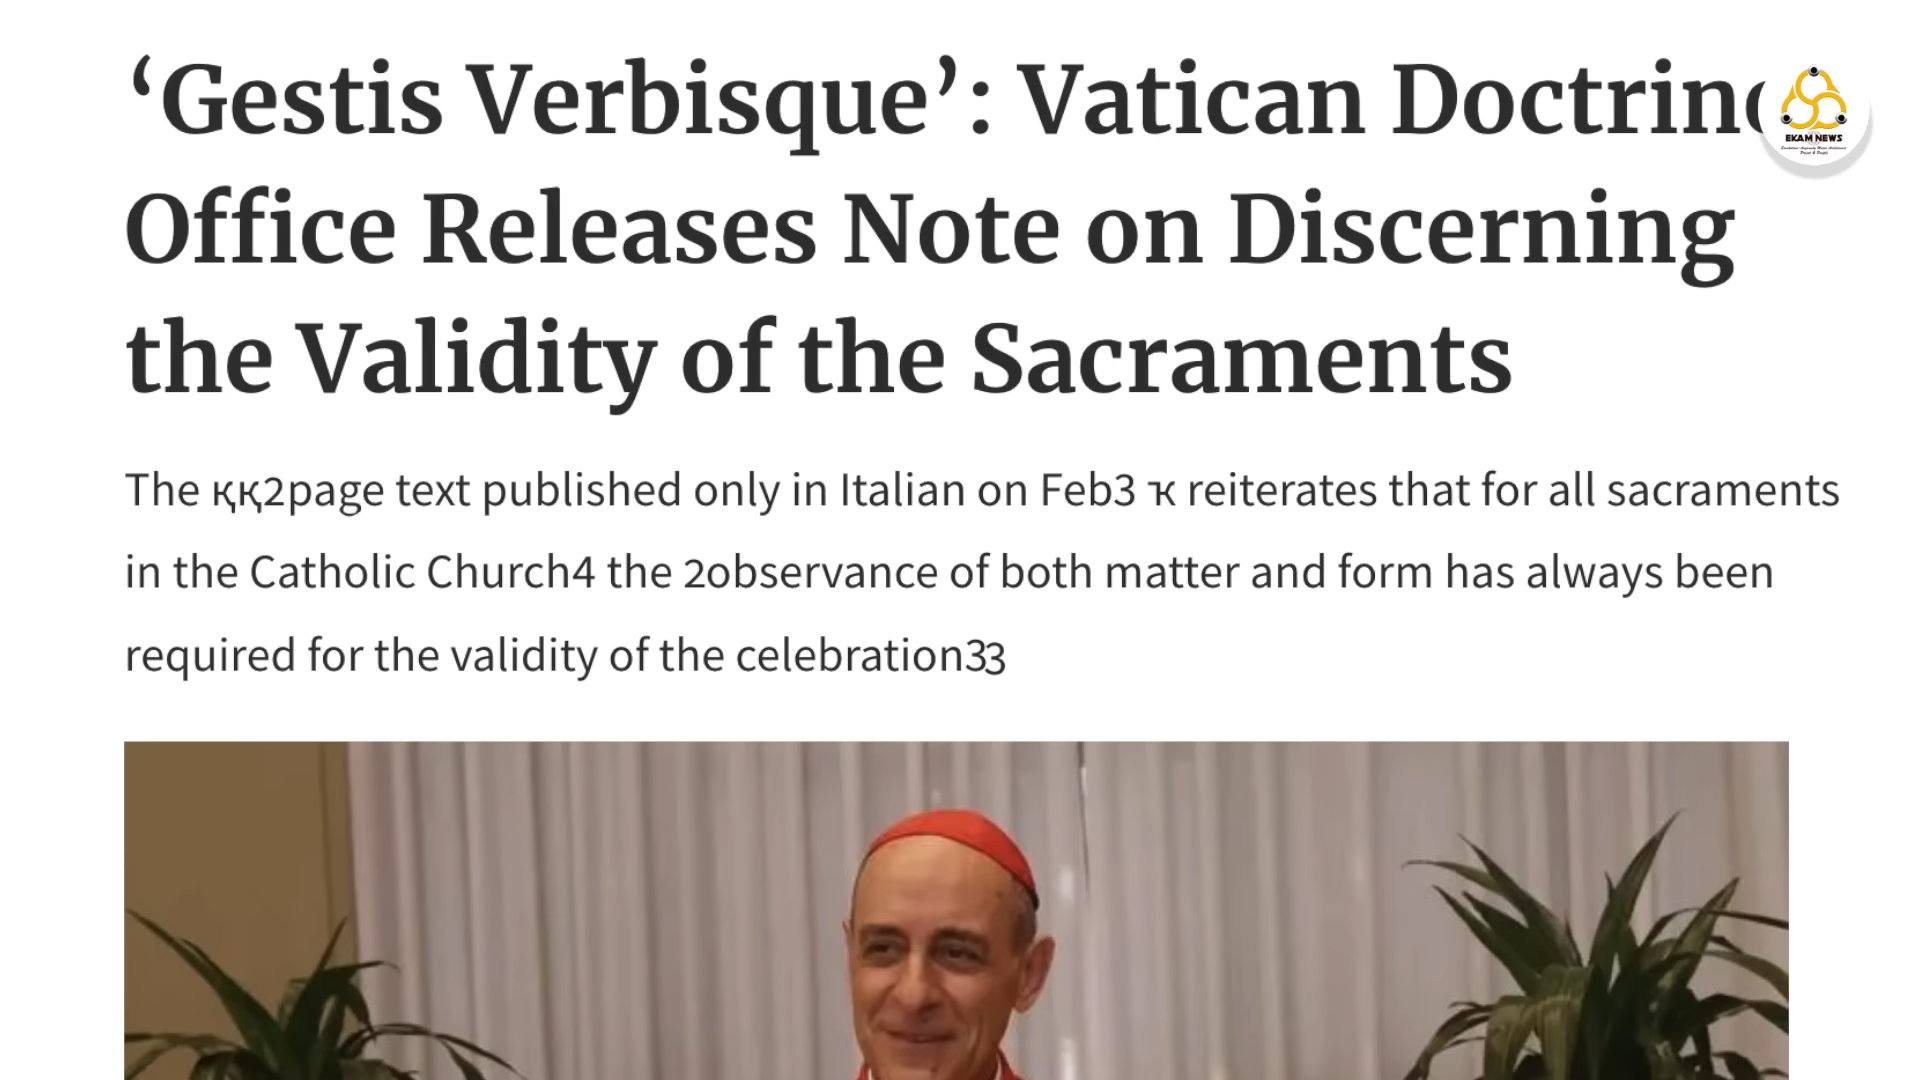 ‘Gestis Verbisque’: Vatican Doctrine
Office Releases Note on Discerning
the Validity of the Sacraments
The ққ2page text published only in Italian on Feb3 ҡ reiterates that for all sacraments
in the Catholic Church4 the 2observance of both matter and form has always been
required for the validity of the celebration33
EKAM NEWS